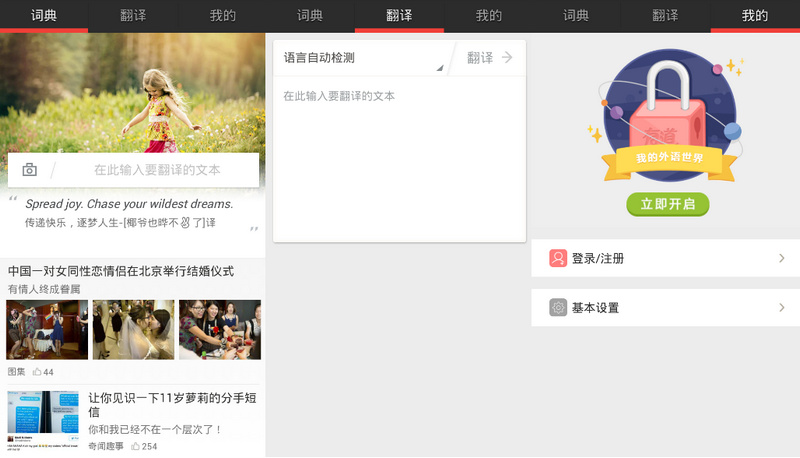 词典
翻译
我的
在此输入要翻译的文本
Spread joy. Chase your wildest dreams.
传递快乐，逐梦人生-[椰爷也晔不✌了]译
中国一对女同性恋情侣在北京举行结婚仪式
有情人终成眷属
图集
44
让你见识一下11岁萝莉的分手短
信
你和我已经不在一个层次了！
奇闻趣事
254
词典
翻译
我的
语言自动检测
翻译
在此输入要翻译的文本
词典
翻译
我的
有道
我的外语世界
立即开启
登录/注册
基本设置